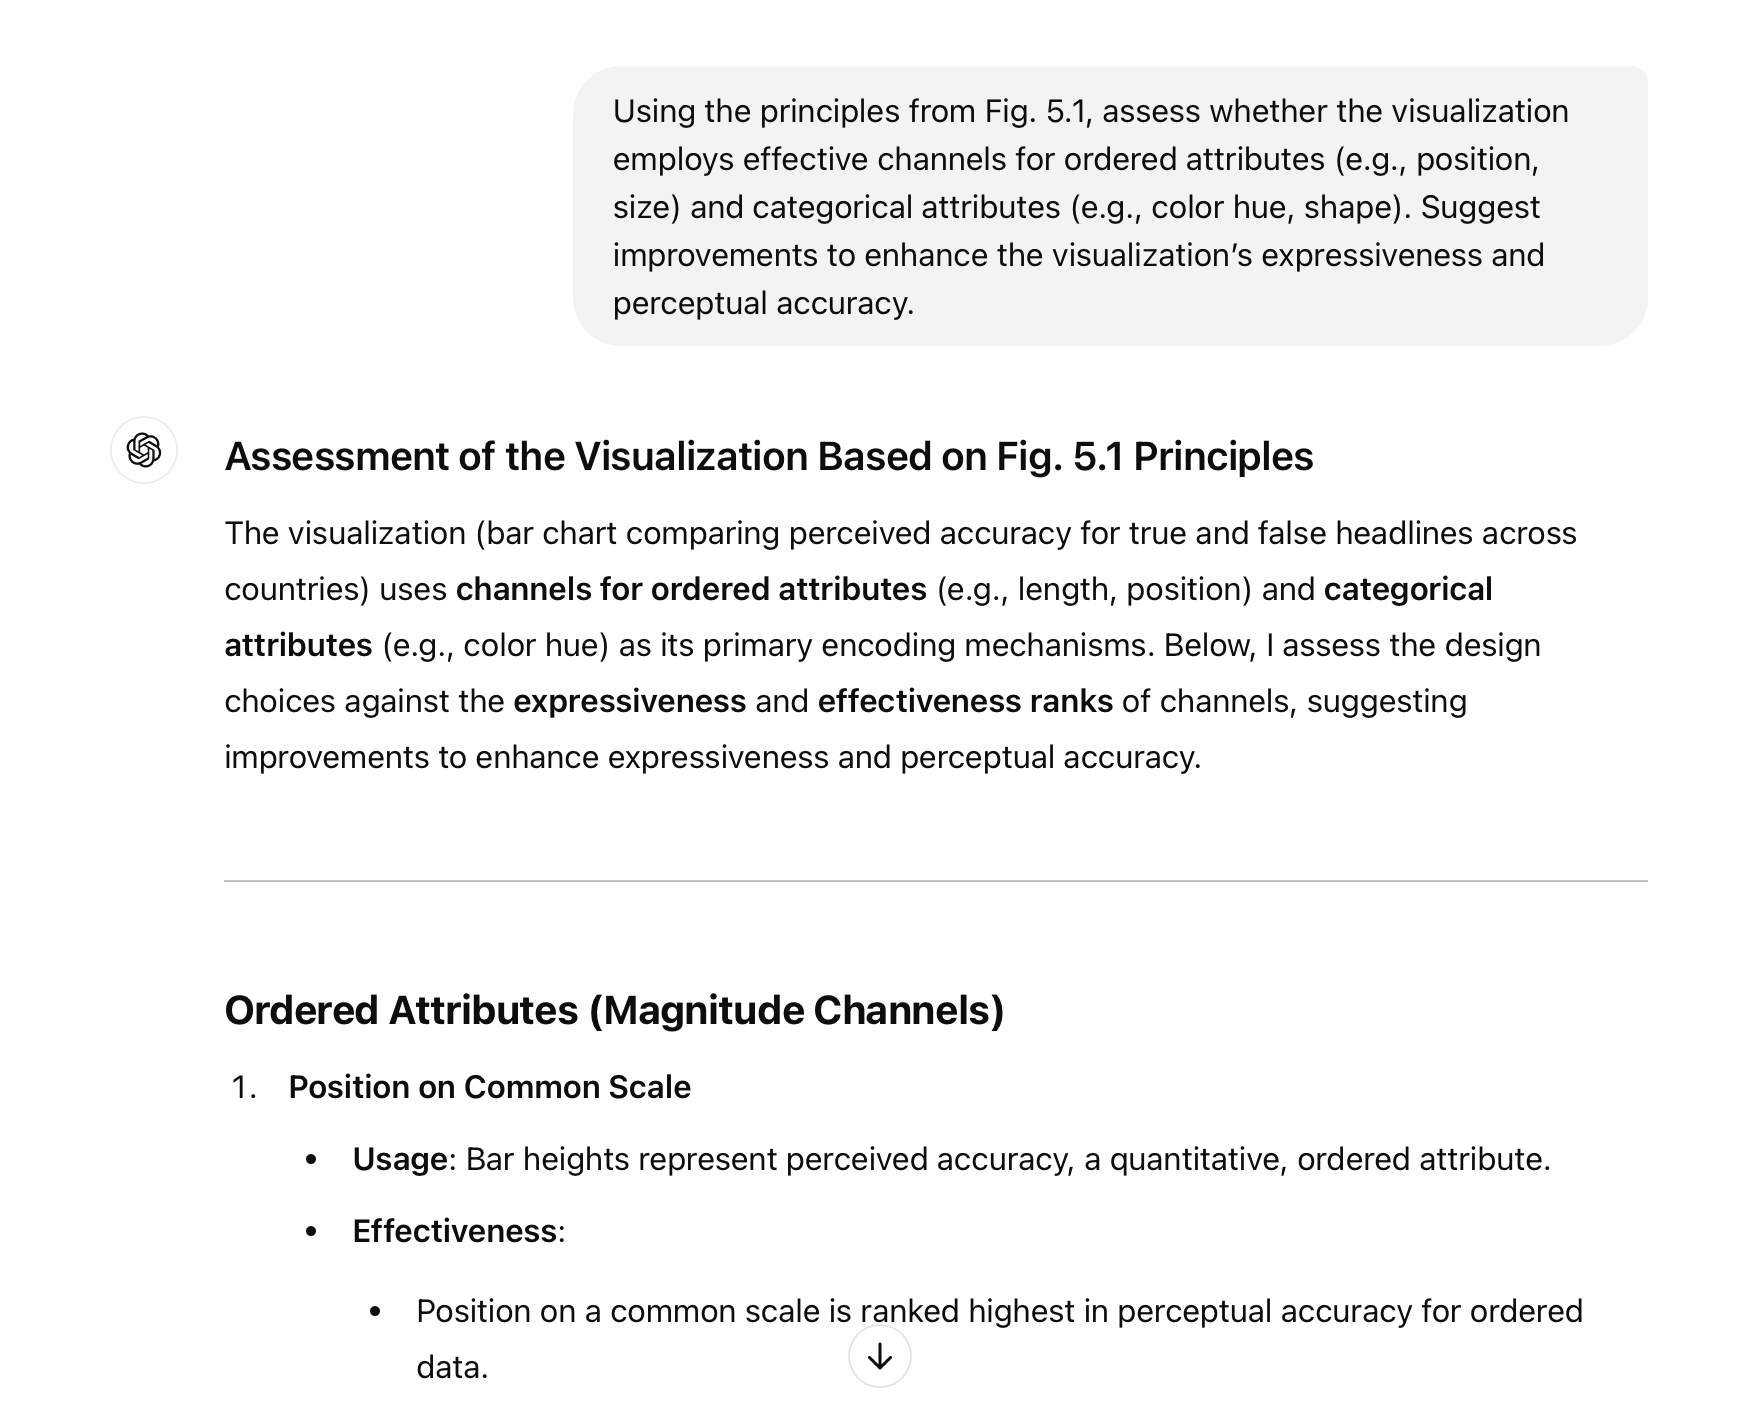 Using the principles from Fig. 5.1, assess whether the visualization
employs effective channels for ordered attributes (e.g., position,
size) and categorical attributes (e.g., color hue, shape). Suggest
improvements to enhance the visualization’s expressiveness and
perceptual accuracy.
Assessment of the Visualization Based on Fig. 5.1 Principles
The visualization (bar chart comparing perceived accuracy for true and false headlines across
countries) uses channels for ordered attributes (e.g., length, position) and categorical
attributes (e.g., color hue) as its primary encoding mechanisms. Below, I assess the design
choices against the expressiveness and effectiveness ranks of channels, suggesting
improvements to enhance expressiveness and perceptual accuracy.
Ordered Attributes (Magnitude Channels)
1. Position on Common Scale
• Usage: Bar heights represent perceived accuracy, a quantitative, ordered attribute.
• Effectiveness:
• Position on a common scale is ranked highest in perceptual accuracy for ordered
data.